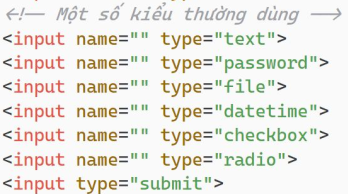 <!-- Một số kiểu thường dùng -->
<input name="" type="text">
<input name="" type="password">
<input name="" type="file">
<input name="" type="datetime">
<input name="" type="checkbox">
<input name="" type="radio">
<input type="submit">